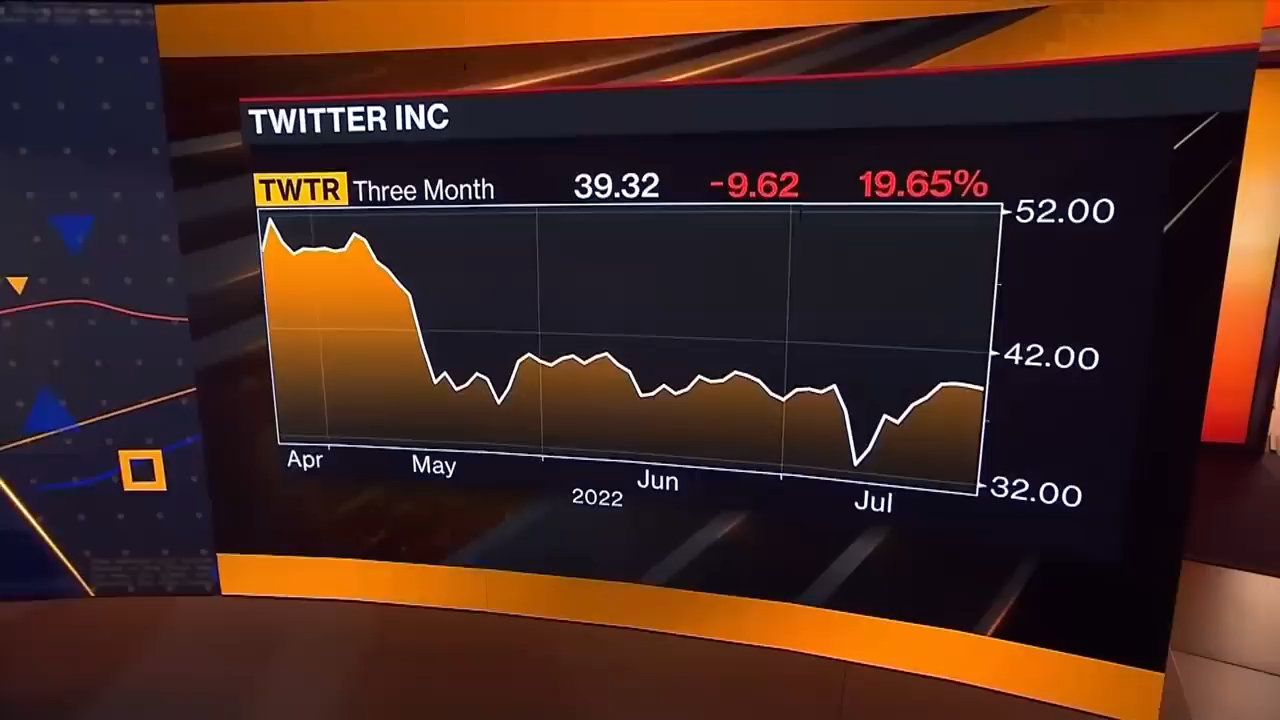 TWITTER INC
TWTR Three Month 39.32 -9.62 19.65%
52.00
42.00
32.00
Apr May Jun Jul
2022